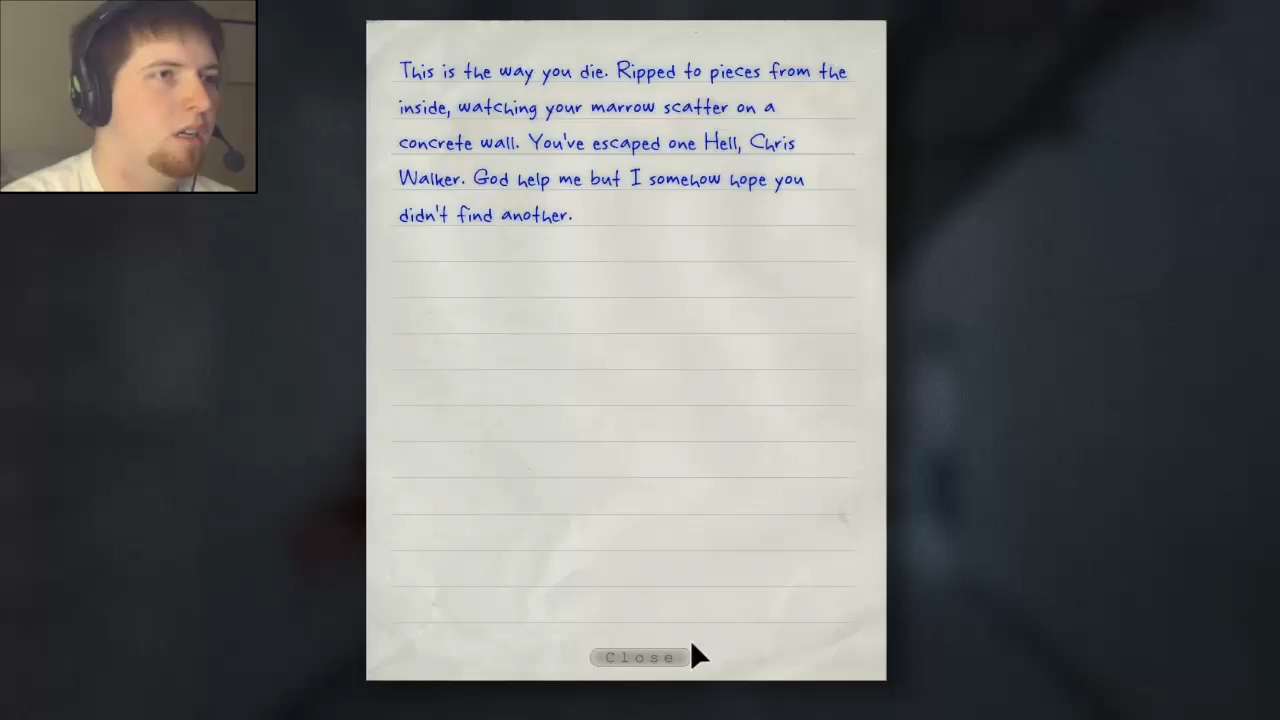 This is the way you die. Ripped to pieces from the
inside, watching your marrow scatter on a
concrete wall. You've escaped one Hell, Chris
Walker. God help me but I somehow hope you
didn't find another.
Close